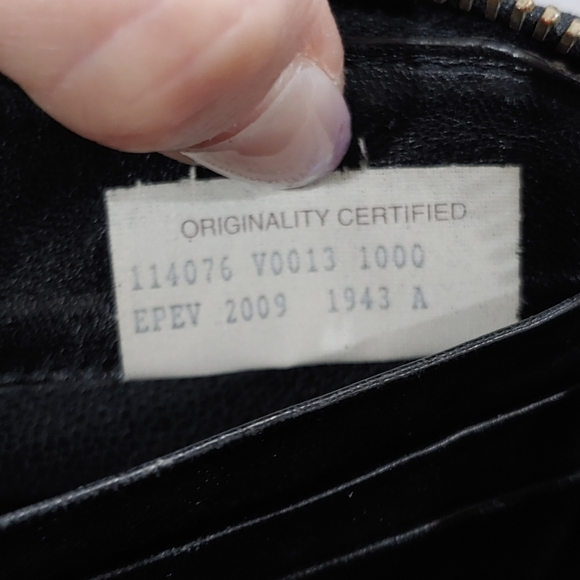 ORIGINALITY CERTIFIED
114076 V0013 1000
EPEV 2009 1943 A